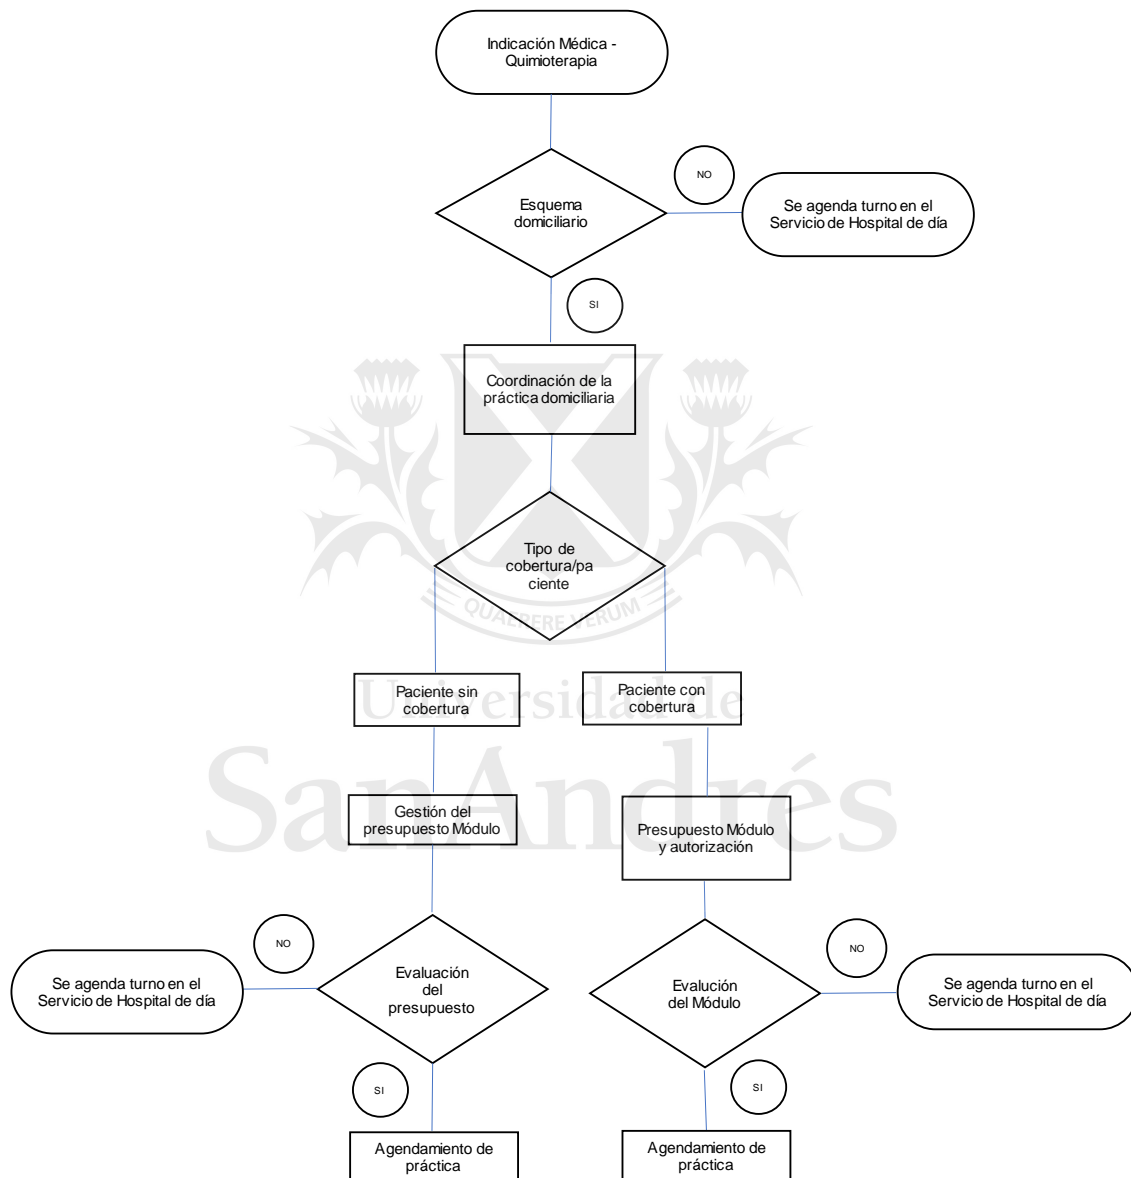 Indicación Médica -
Quimioterapia
NO
Esquema
domiciliario
Se agenda turno en el
Servicio de Hospital de día
SI
Coordinación de la
práctica domiciliaria
Tipo de
cobertura/pa
ciente
QUAERERE VERUM
Paciente sin
cobertura
Paciente con
cobertura
Universidad de
SanAndrés
Gestión del
presupuesto Módulo
Presupuesto Módulo
y autorización
NO
NO
Se agenda turno en el
Servicio de Hospital de día
Evaluación
del
presupuesto
Evalución
del Módulo
Se agenda turno en el
Servicio de Hospital de día
SI
SI
Agendamiento de
práctica
Agendamiento de
práctica